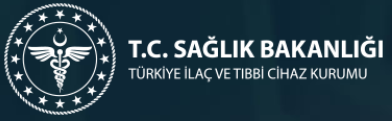 T.C. SAĞLIK BAKANLIĞI
TÜRKİYE İLAÇ VE TIBBİ CİHAZ KURUMU